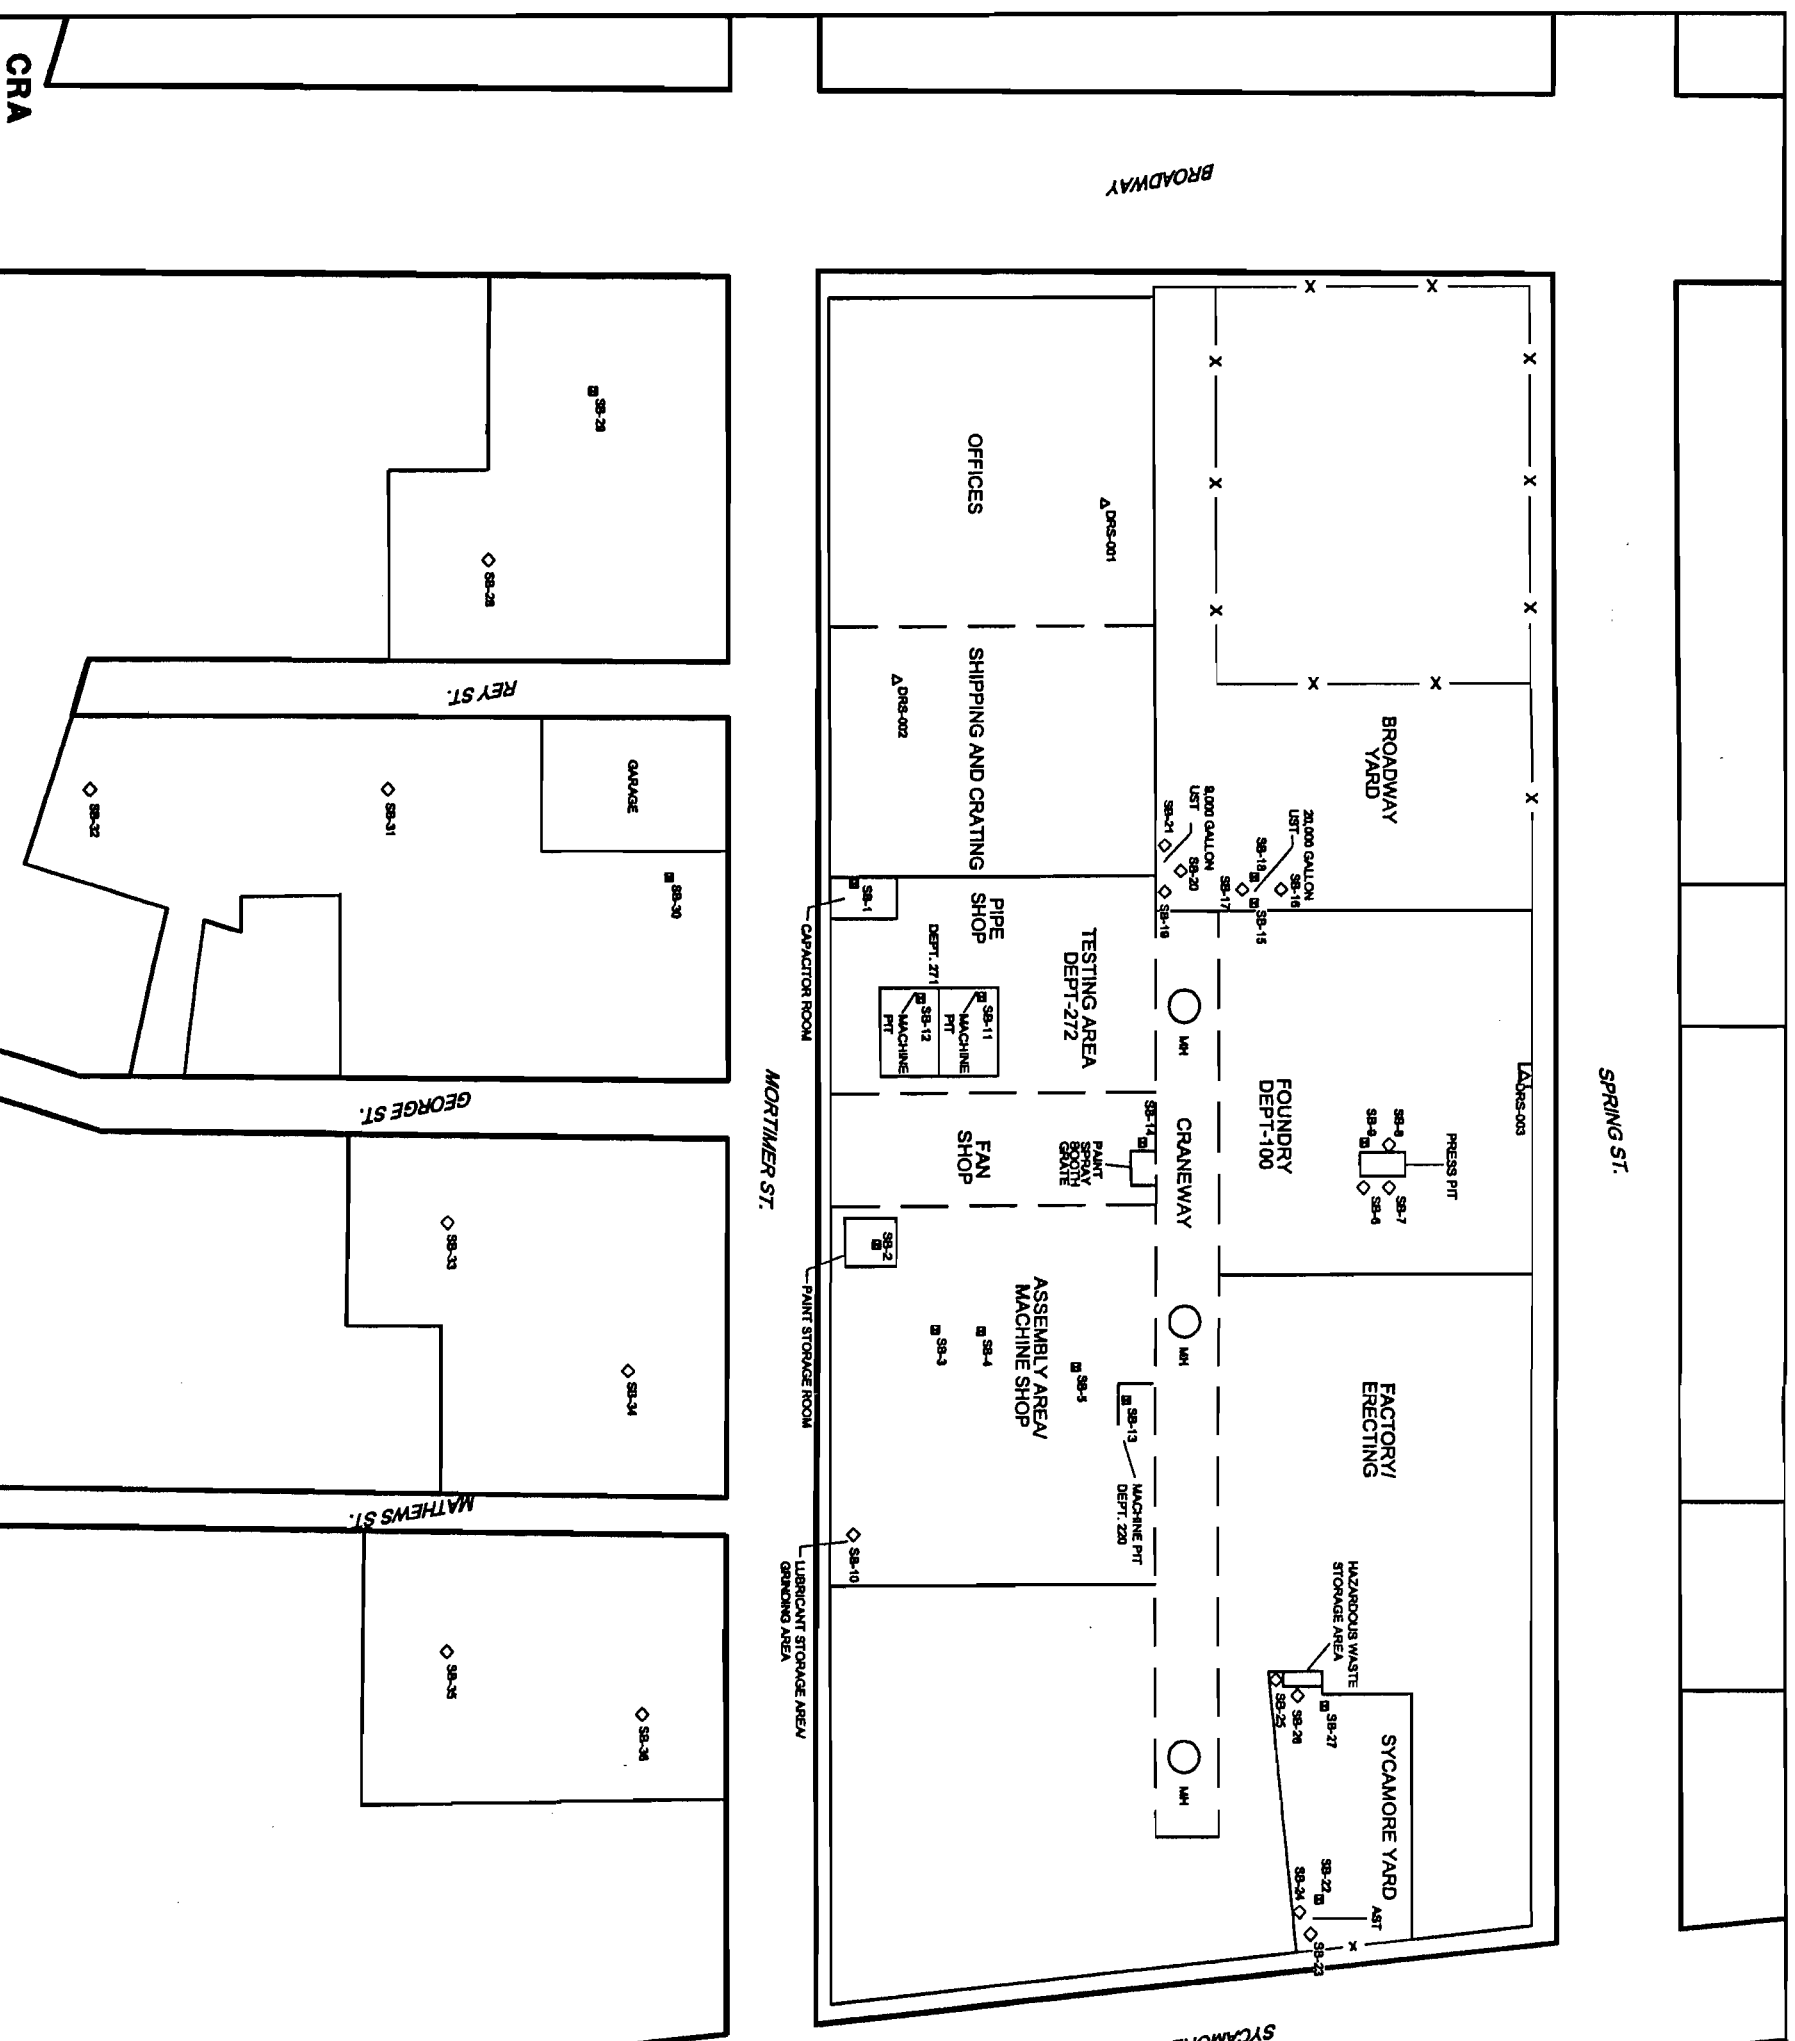 CRA
BROADWAY
SPRING ST.
MORTIMER ST.
REY ST.
GEORGE ST.
MATHEWS ST.
OFFICES
DRS-001
SHIPPING AND CRATING
DRS-002
BROADWAY
YARD
20,000 GALLON
UST
SB-18
SB-16
SB-17
SB-15
8,000 GALLON
UST
SB-21
SB-20
SB-19
PIPE
SHOP
SB-1
CAPACITOR ROOM
TESTING AREA
DEPT-272
DEPT. 271
SB-11
MACHINE
PIT
SB-12
MACHINE
PIT
MH
CRANEWAY
MH
MH
FOUNDRY
DEPT-100
DRS-003
PRESS PIT
SB-8
SB-9
SB-7
SB-6
FAN
SHOP
SB-14
PAINT
SPRAY
BOOTH
GRATE
SB-2
PAINT STORAGE ROOM
ASSEMBLY AREA/
MACHINE SHOP
SB-3
SB-4
SB-5
SB-13
MACHINE PIT
DEPT. 220
SB-10
LUBRICANT STORAGE AREA/
GRINDING AREA
FACTORY/
ERECTING
HAZARDOUS WASTE
STORAGE AREA
SB-25
SB-26
SB-27
SYCAMORE YARD
SB-22
SB-24
AST
SB-23
SB-29
SB-28
GARAGE
SB-30
SB-31
SB-32
SB-33
SB-34
SB-35
SB-36